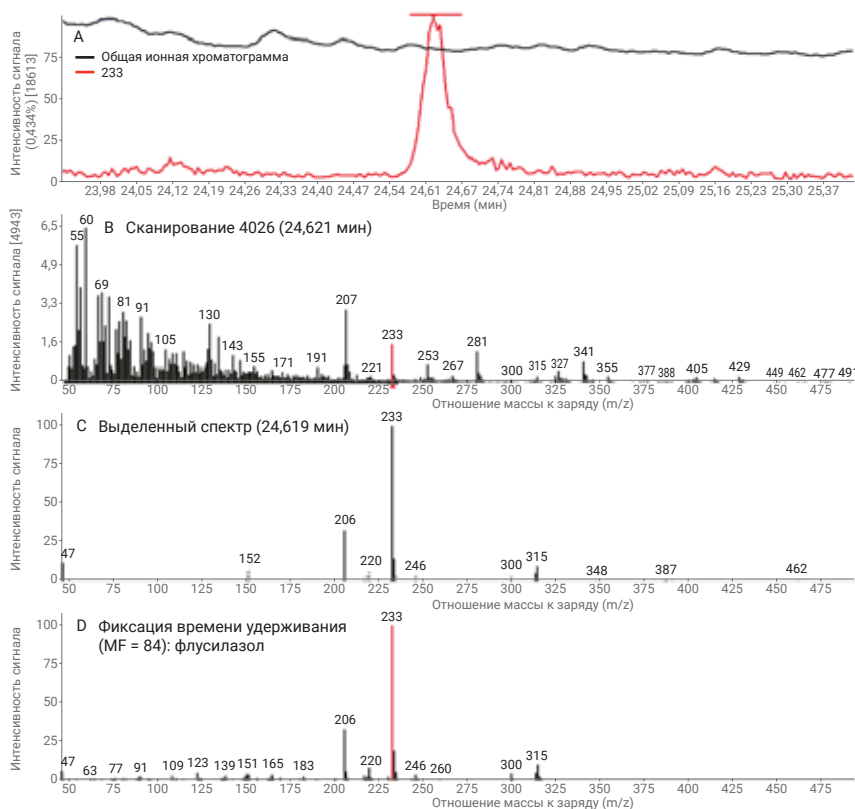 Интенсивность сигнала
(0,434%) [18613]
A
Общая ионная хроматограмма
233
75
25
0
23,98 24,05 24,12 24,19 24,26 24,33 24,40 24,47 24,54 24,61 24,67 24,74 24,81 24,88 24,95 25,02 25,09 25,16 25,23 25,30 25,37
Время (мин)
Интенсивность сигнала [4943]
B Сканирование 4026 (24,621 мин)
6,5
4,9
3,3
1,6
0
55 60 69 81 91 105 130 143 155 171 191 207 221 233 253 267 281 300 315 327 341 355 377 388 405 429 449 462 477 491
50 75 100 125 150 175 200 225 250 275 300 325 350 375 400 425 450 475
Отношение массы к заряду (m/z)
Интенсивность сигнала
C Выделенный спектр (24,619 мин)
100
75
50
25
0
47 152 206 220 233 246 300 315 348 387 462
50 75 100 125 150 175 200 225 250 275 300 325 350 375 400 425 450 475
Отношение массы к заряду (m/z)
Интенсивность сигнала
D Фиксация времени удерживания
(MF = 84): флусилазол
100
75
50
25
0
47 63 77 91 109 123 139 151 165 183 206 220 233 246 260 300 315
50 75 100 125 150 175 200 225 250 275 300 325 350 375 400 425 450 475
Отношение массы к заряду (m/z)